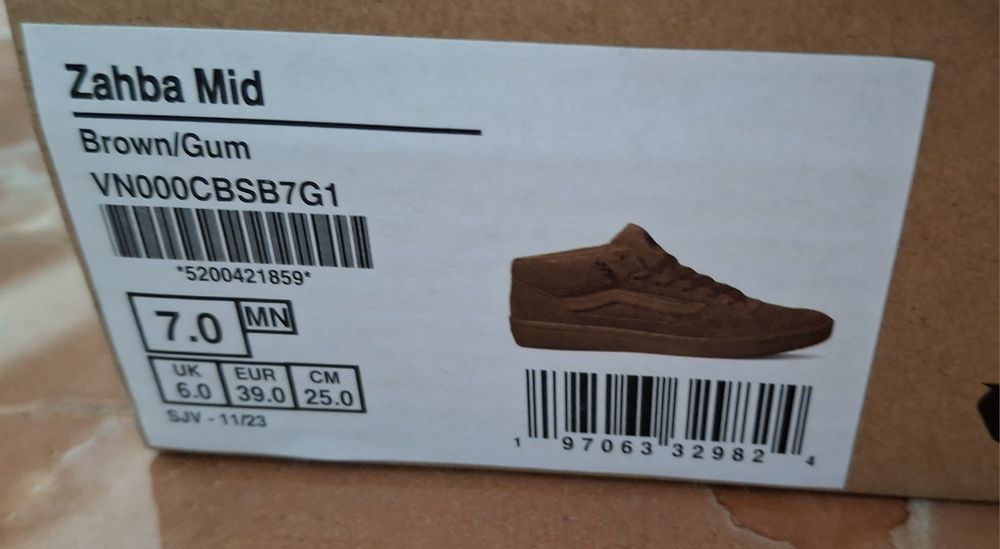 Zahba Mid
Brown/Gum
VN000CBSB7G1
*5200421859*
7.0 MN
UK EUR CM
6.0 39.0 25.0
SJV - 11/23
1 97063 32982 4